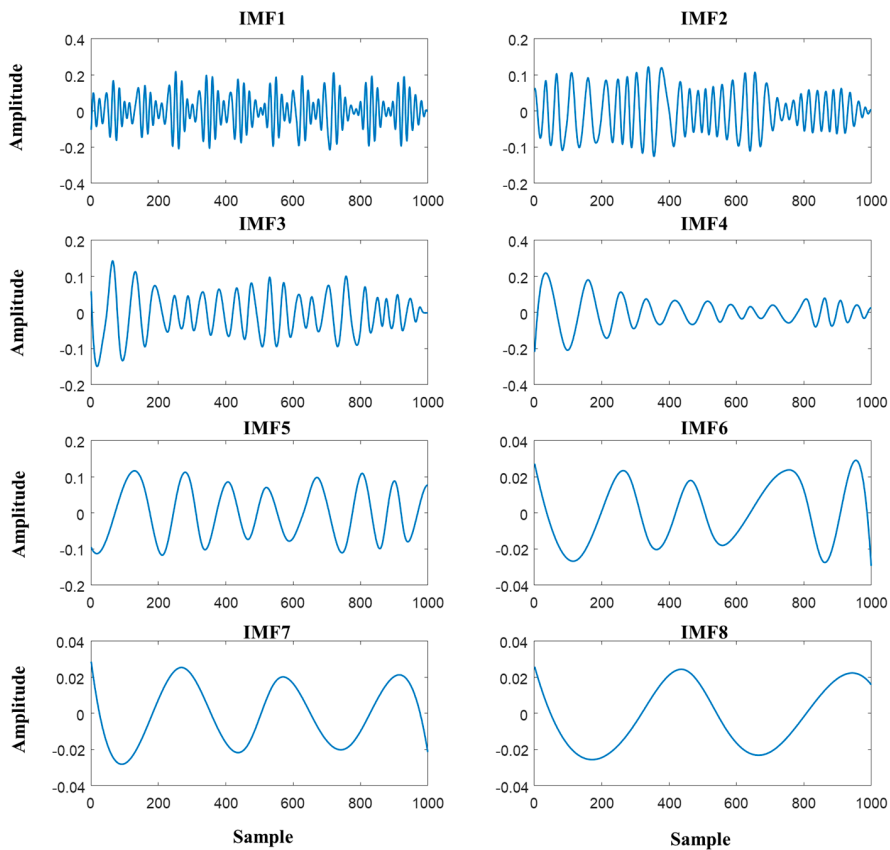 IMF1 IMF2
0.4 0.2
0.2 0.1
Amplitude
0 0
-0.2 -0.1
-0.4 -0.2
0 200 400 600 800 1000 0 200 400 600 800 1000
IMF3 IMF4
0.2 0.4
0.1 0.2
Amplitude
0 0
-0.1 -0.2
-0.2 -0.4
0 200 400 600 800 1000 0 200 400 600 800 1000
IMF5 IMF6
0.2 0.04
0.1 0.02
Amplitude
0 0
-0.1 -0.02
-0.2 -0.04
0 200 400 600 800 1000 0 200 400 600 800 1000
IMF7 IMF8
0.04 0.04
0.02 0.02
Amplitude
0 0
-0.02 -0.02
-0.04 -0.04
0 200 400 600 800 1000 0 200 400 600 800 1000
Sample Sample